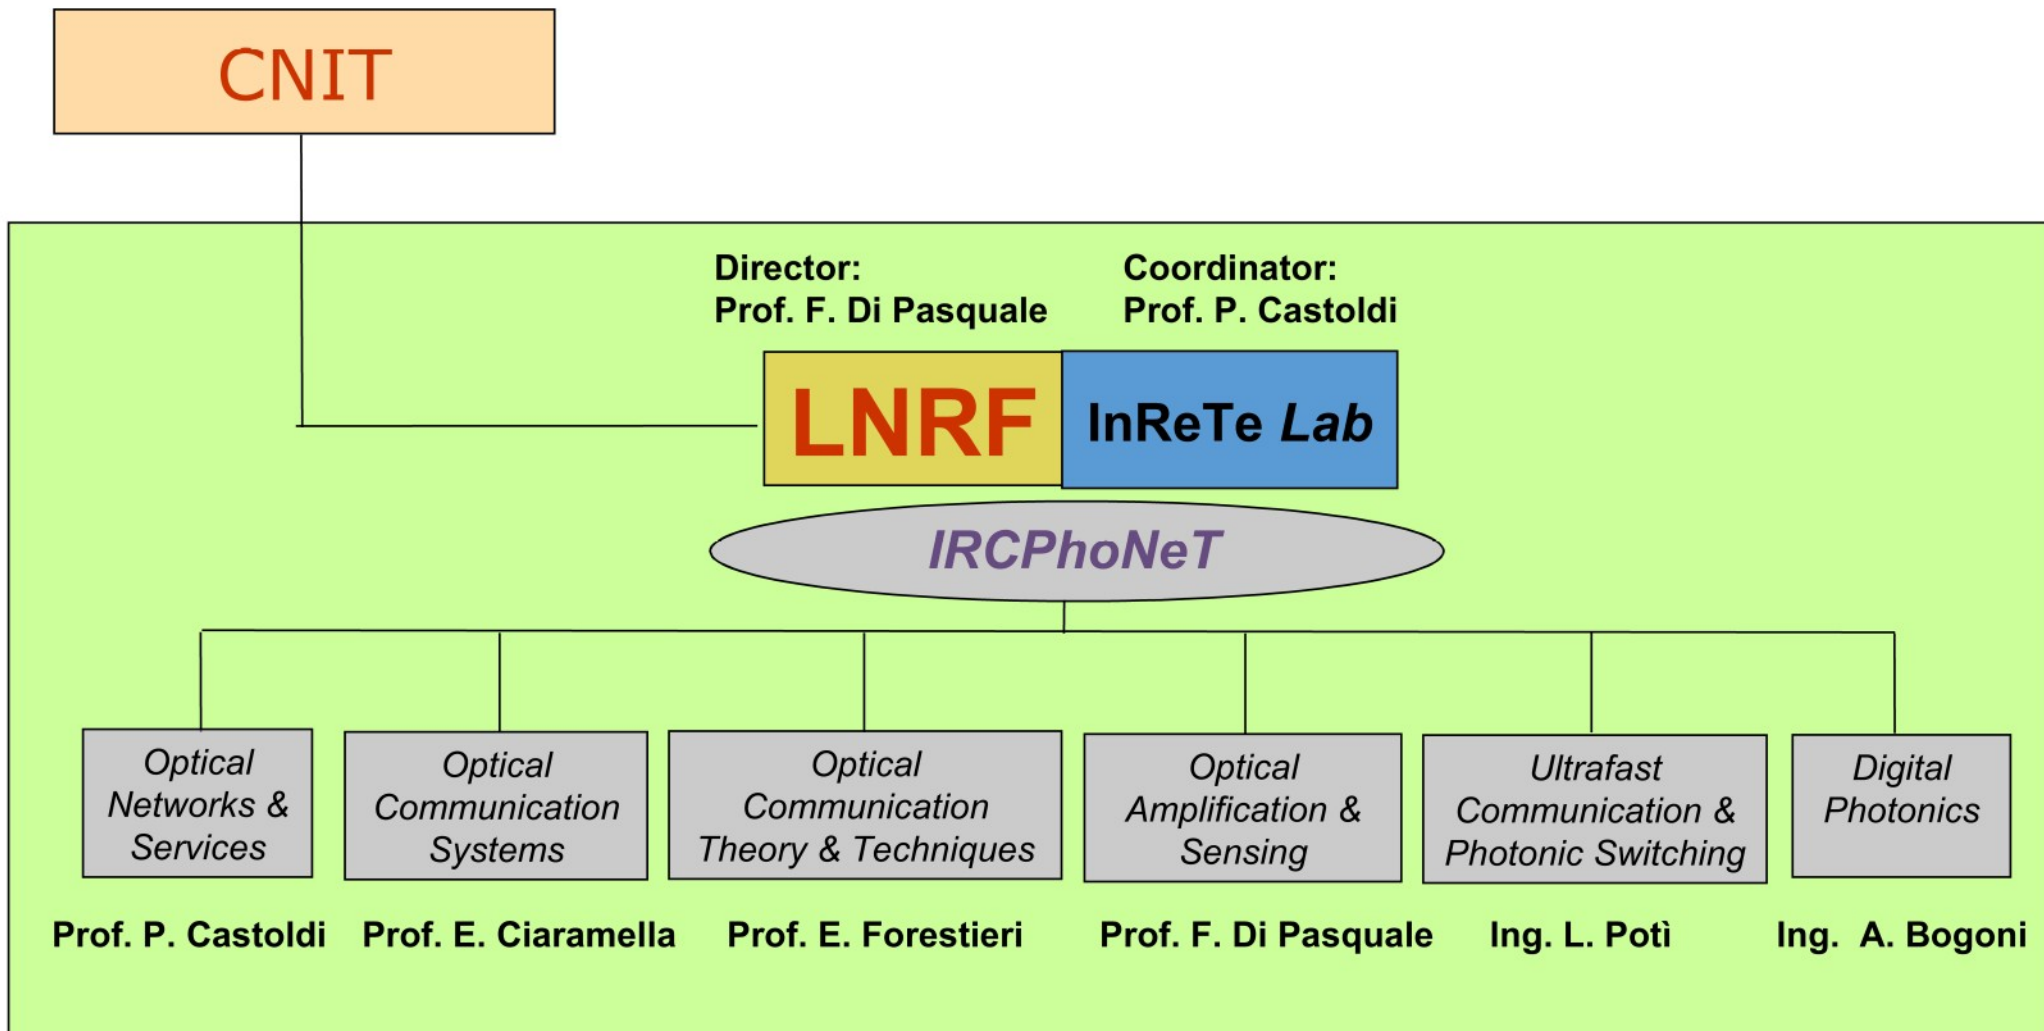 CNIT
Director:
Prof. F. Di Pasquale
Coordinator:
Prof. P. Castoldi
LNRF
InReTe Lab
IRCPhoNeT
Optical
Networks &
Services
Optical
Communication
Systems
Optical
Communication
Theory & Techniques
Optical
Amplification &
Sensing
Ultrafast
Communication &
Photonic Switching
Digital
Photonics
Prof. P. Castoldi
Prof. E. Ciaramella
Prof. E. Forestieri
Prof. F. Di Pasquale
Ing. L. Potì
Ing.  A. Bogoni